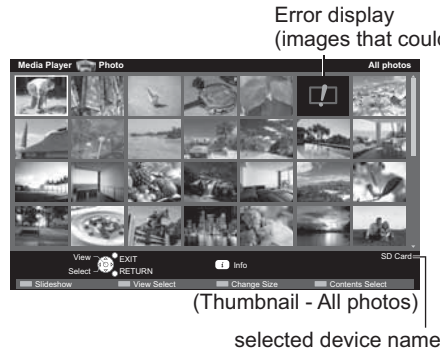 Error display
(images that coul
Media Player Photo All photos
View EXIT
Select RETURN
i Info
SD Card
Slideshow View Select Change Size Contents Select
(Thumbnail - All photos)
selected device name